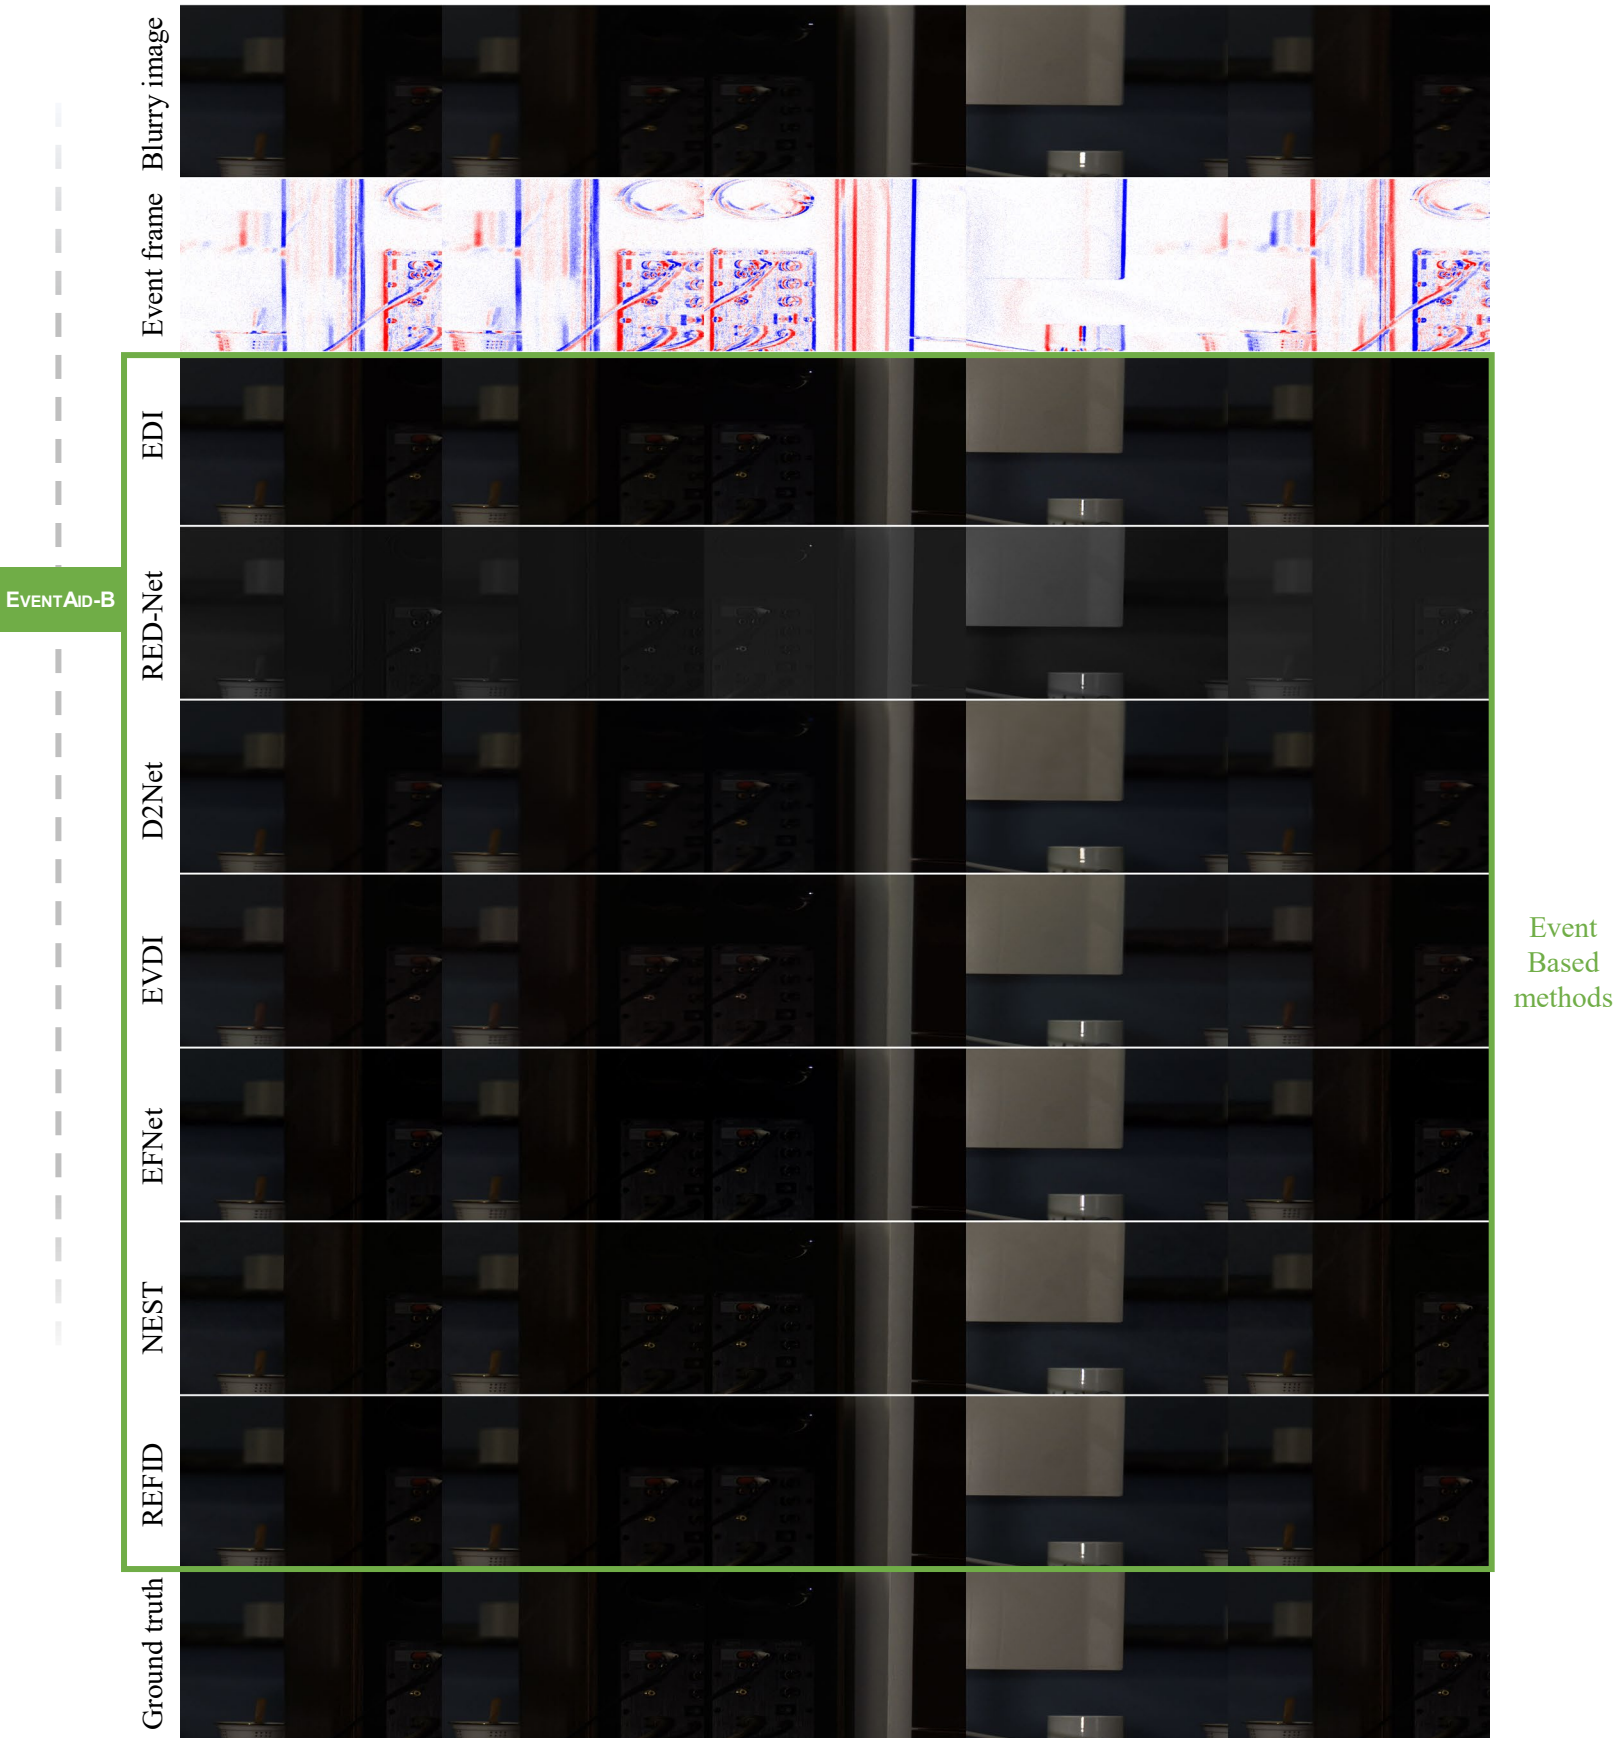 Blurry image
Event frame
EDI
RED-Net
EVENTAID-B
D2Net
EVDI
Event
Based
methods
EFNet
NEST
REFID
Ground truth